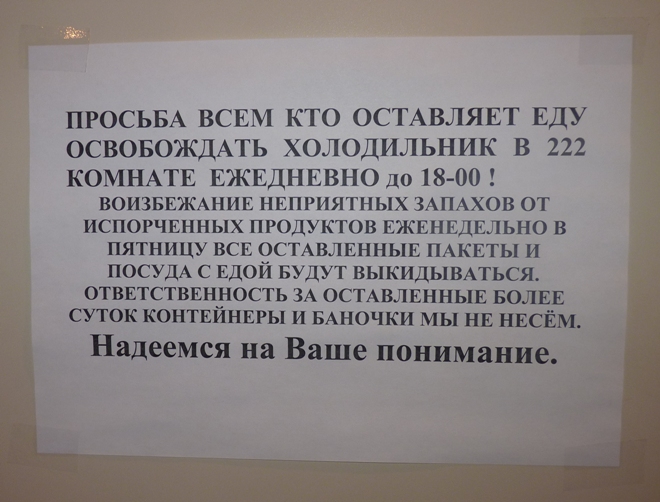 ПРОСЬБА ВСЕМ КТО ОСТАВЛЯЕТ ЕДУ
ОСВОБОЖДАТЬ ХОЛОДИЛЬНИК В 222
КОМНАТЕ ЕЖЕДНЕВНО до 18-00 !
ВОИЗБЕЖАНИЕ НЕПРИЯТНЫХ ЗАПАХОВ ОТ
ИСПОРЧЕННЫХ ПРОДУКТОВ ЕЖЕНЕДЕЛЬНО В
ПЯТНИЦУ ВСЕ ОСТАВЛЕННЫЕ ПАКЕТЫ И
ПОСУДА С ЕДОЙ БУДУТ ВЫКИДЫВАТЬСЯ.
ОТВЕТСТВЕННОСТЬ ЗА ОСТАВЛЕННЫЕ БОЛЕЕ
СУТОК КОНТЕЙНЕРЫ И БАНОЧКИ МЫ НЕ НЕСЁМ.
Надеемся на Ваше понимание.